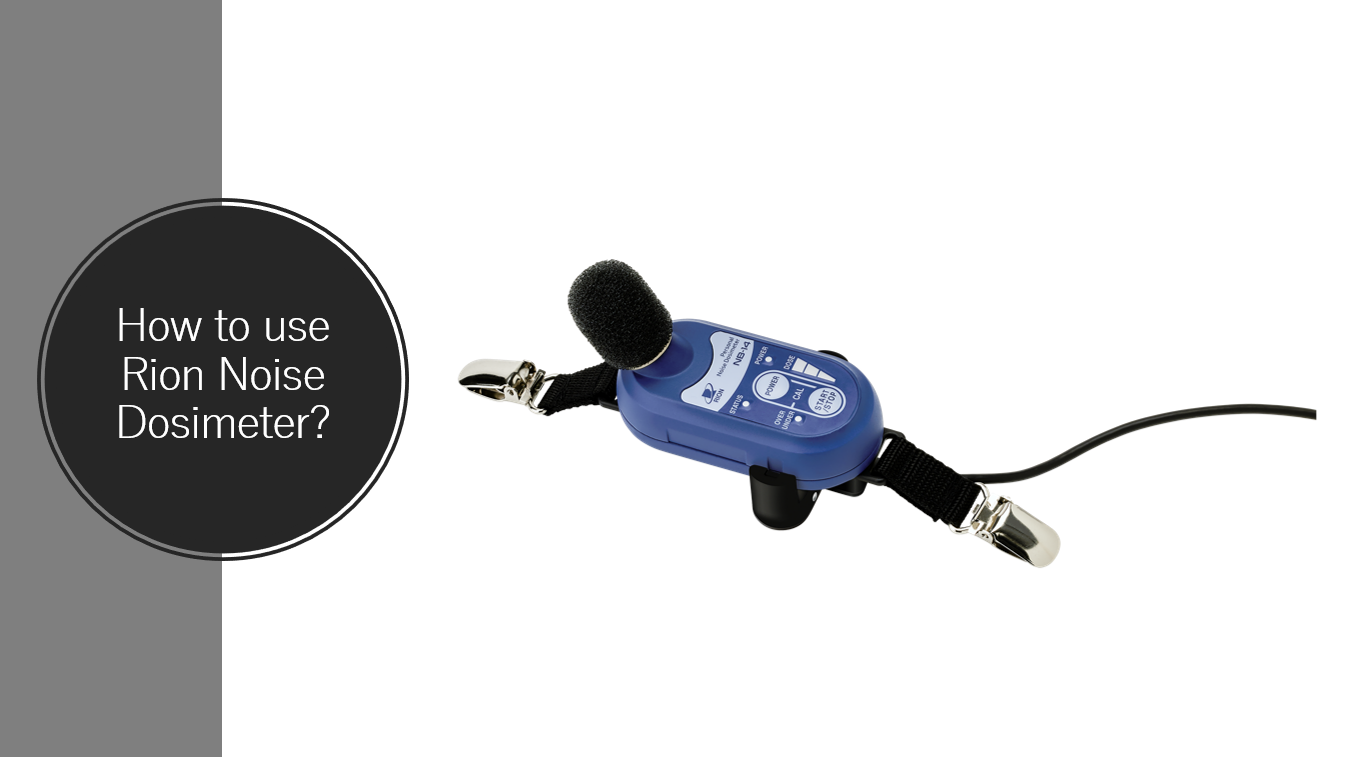 How to use
Rion Noise
Dosimeter?
Personal
Noise Dosimeter
NB-14
RION
POWER
DOSE
POWER
CAL
START
/STOP
STATUS
OVER
UNDER